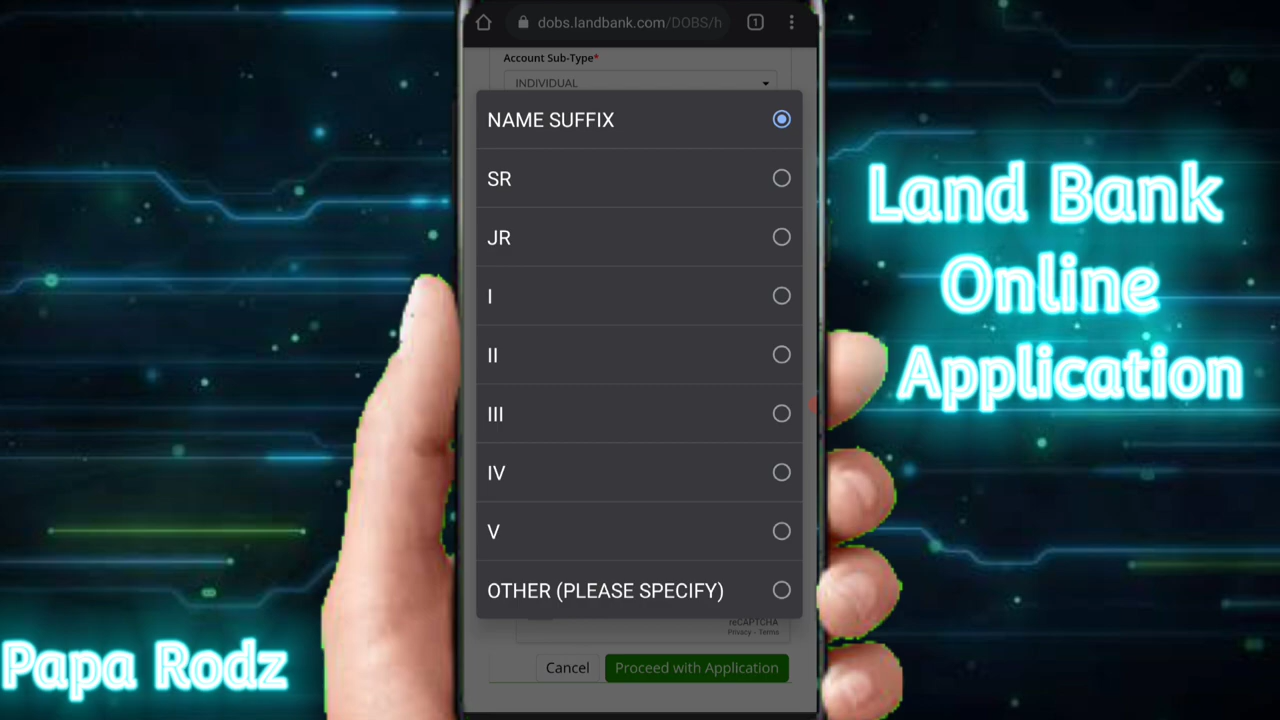 dobs.landbank.com/DOBS/h
1
Account Sub-Type*
INDIVIDUAL
NAME SUFFIX
SR
JR
I
II
III
IV
V
OTHER (PLEASE SPECIFY)
reCAPTCHA
Privacy - Terms
Cancel
Proceed with Application
Land Bank
Online
Application
Papa Rodz